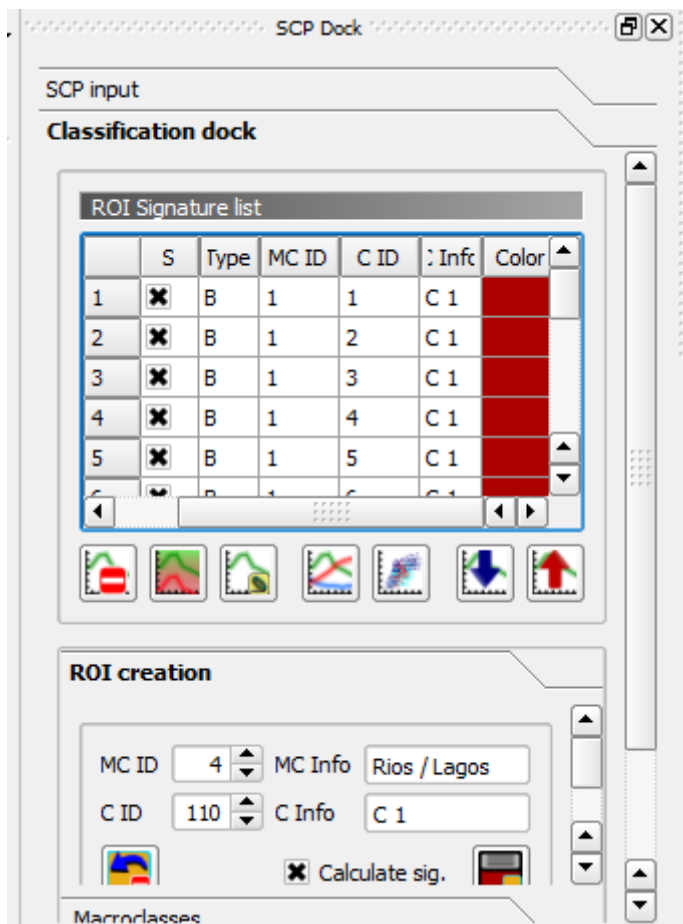 SCP Dock
SCP input
Classification dock
ROI Signature list
S Type MC ID C ID : Info Color
1 B 1 1 C 1
2 B 1 2 C 1
3 B 1 3 C 1
4 B 1 4 C 1
5 B 1 5 C 1
ROI creation
MC ID 4 MC Info Rios / Lagos
C ID 110 C Info C 1
Calculate sig.
Macroclasses